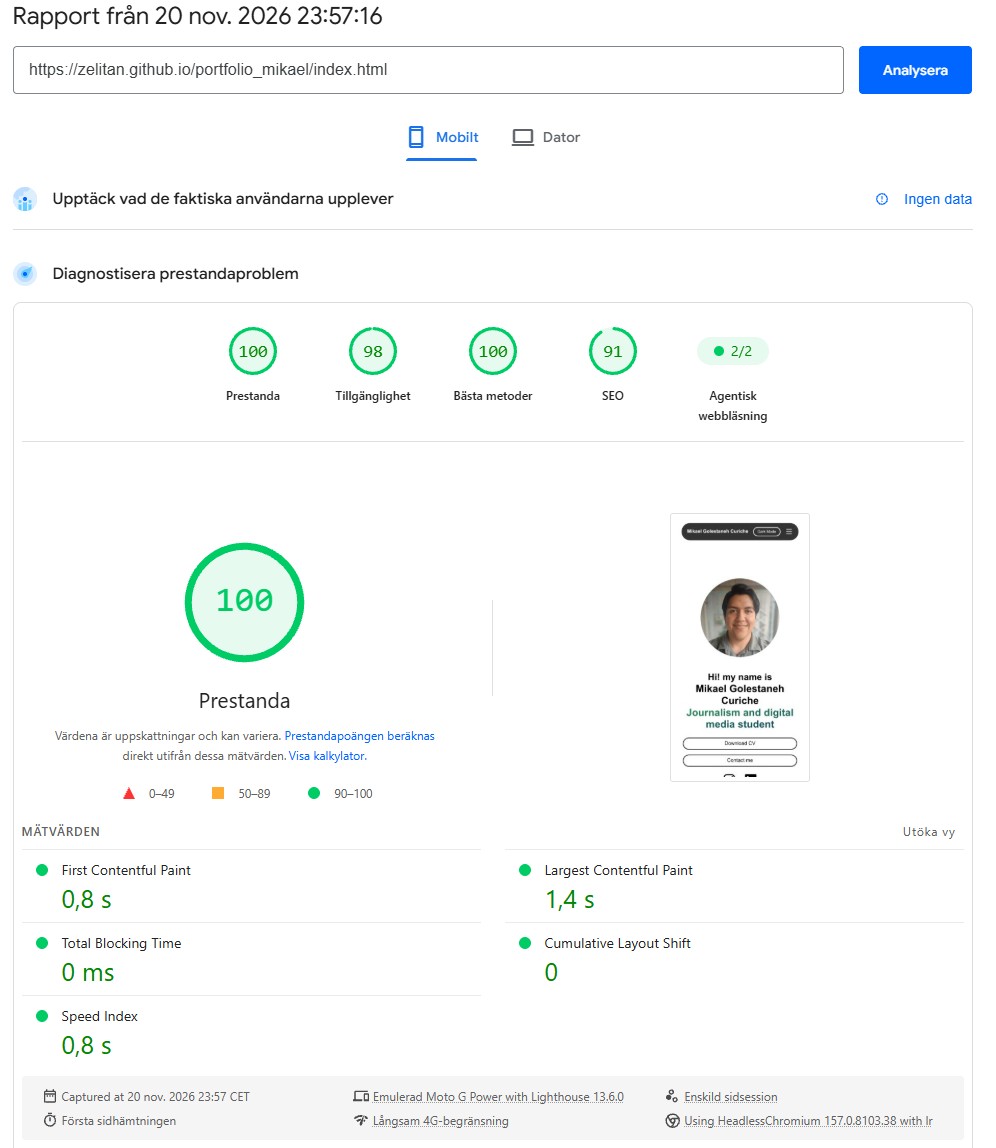 Rapport från 20 nov. 2026 23:57:16
https://zelitan.github.io/portfolio_mikael/index.html
Analysera
Mobilt
Dator
Upptäck vad de faktiska användarna upplever
Ingen data
Diagnostisera prestandaproblem
100
98
100
91
2/2
Prestanda
Tillgänglighet
Bästa metoder
SEO
Agentisk
webbläsning
100
Prestanda
Värdena är uppskattningar och kan variera. Prestandapoängen beräknas
direkt utifrån dessa mätvärden. Visa kalkylator.
0–49
50–89
90–100
Mikael Golestaneh Curiche
Dark Mode
Hi! my name is
Mikael Golestaneh
Curiche
Journalism and digital
media student
Download CV
Contact me
MÄTVÄRDEN
Utöka vy
First Contentful Paint
0,8 s
Largest Contentful Paint
1,4 s
Total Blocking Time
0 ms
Cumulative Layout Shift
0
Speed Index
0,8 s
Captured at 20 nov. 2026 23:57 CET
Emulerad Moto G Power with Lighthouse 13.6.0
Enskild sidsession
Första sidhämtningen
Långsam 4G-begränsning
Using HeadlessChromium 157.0.8103.38 with lr